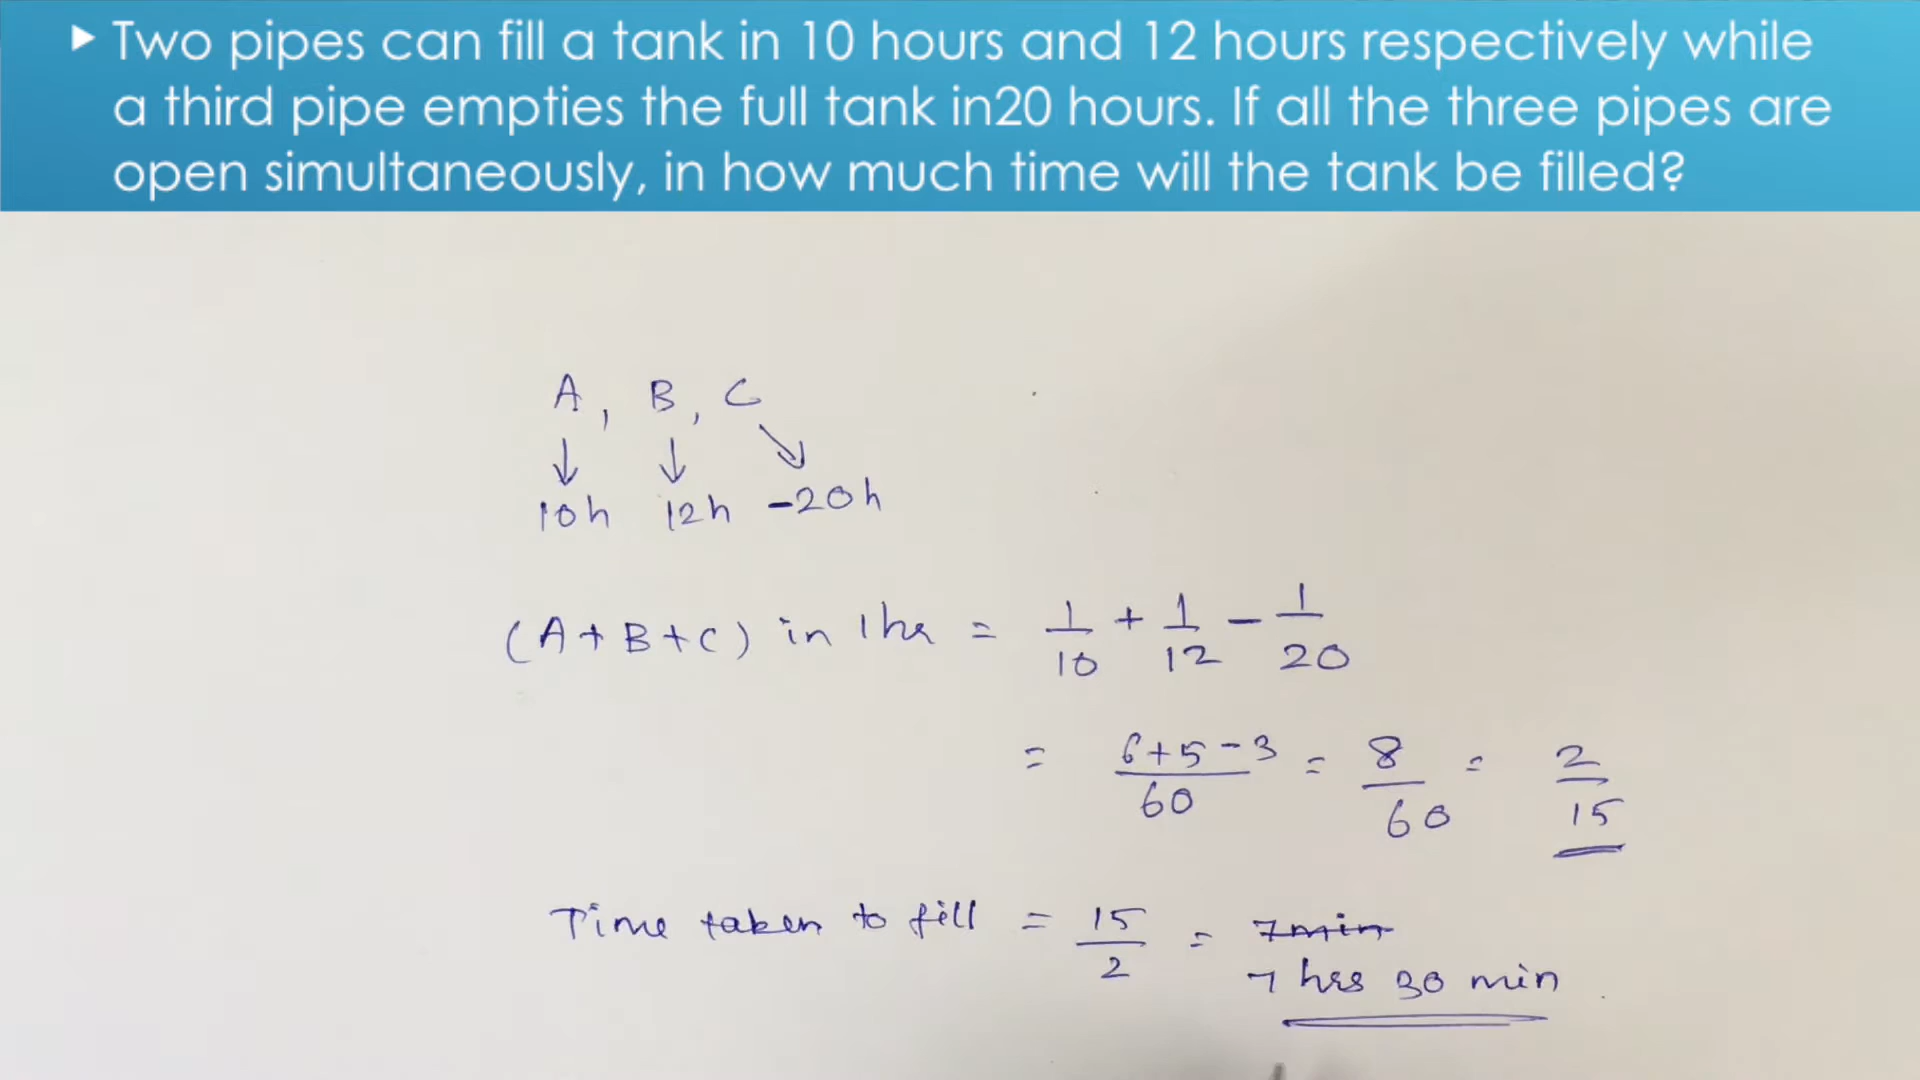 Two pipes can fill a tank in 10 hours and 12 hours respectively while
a third pipe empties the full tank in20 hours. If all the three pipes are
open simultaneously, in how much time will the tank be filled?
A, B, C
↓ ↓ ↘
10h 12h -20h
(A+B+C) in 1hr = 1/10 + 1/12 - 1/20
= 6+5-3/60 = 8/60 = 2/15
Time taken to fill = 15/2 = 7min
7 hrs 30 min